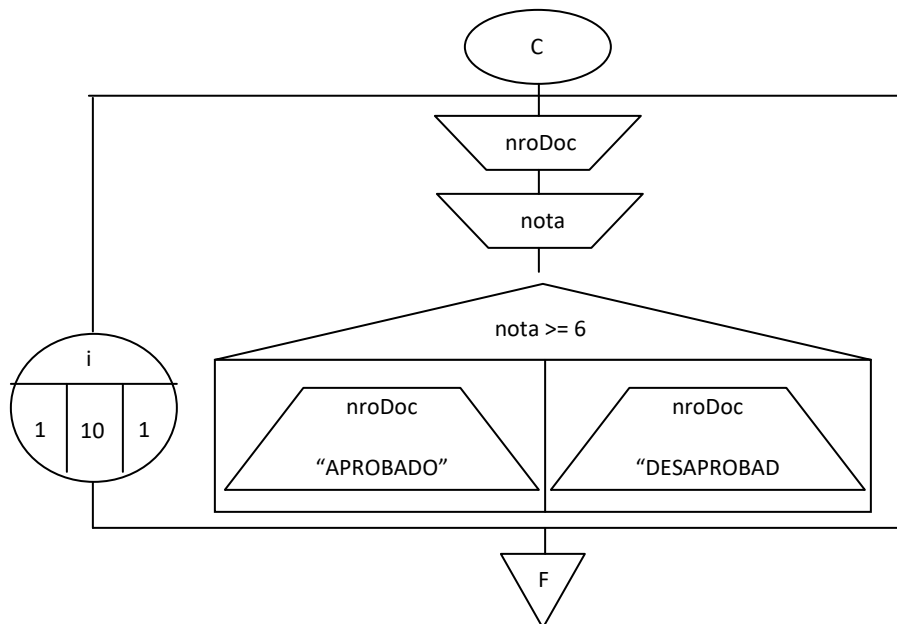 C
nroDoc
nota
nota >= 6
i
1 10 1
nroDoc nroDoc
“APROBADO” “DESAPROBAD
F